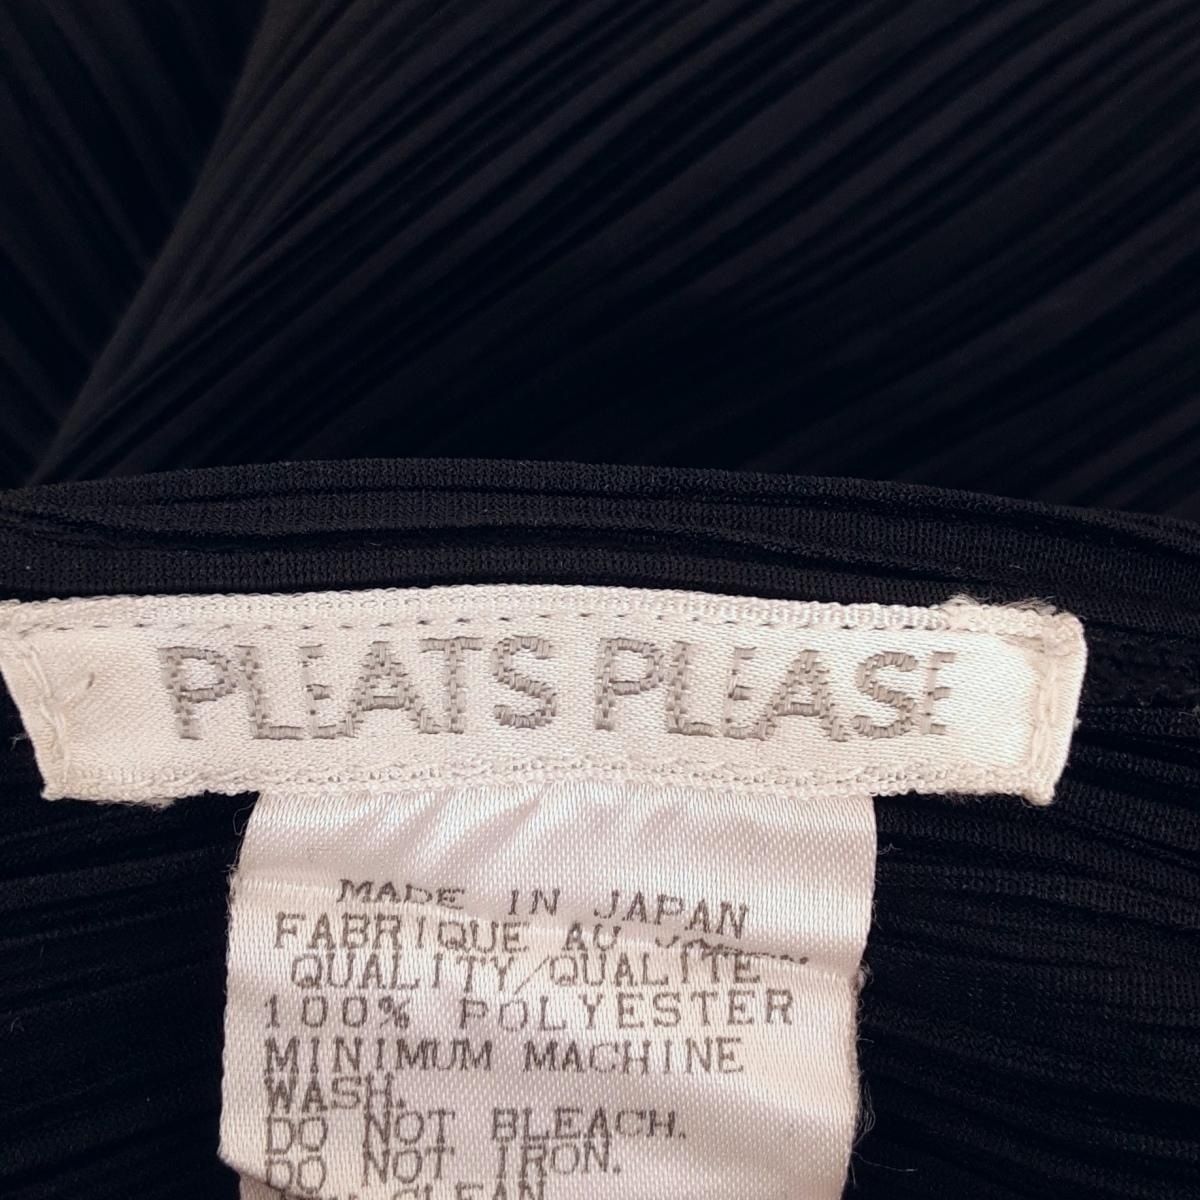 PLEATS PLEASE
MADE IN JAPAN
FABRIQUE AU
QUALITY/QUALITE
100% POLYESTER
MINIMUM MACHINE
WASH.
DO NOT BLEACH.
DO NOT IRON.
CLEAN